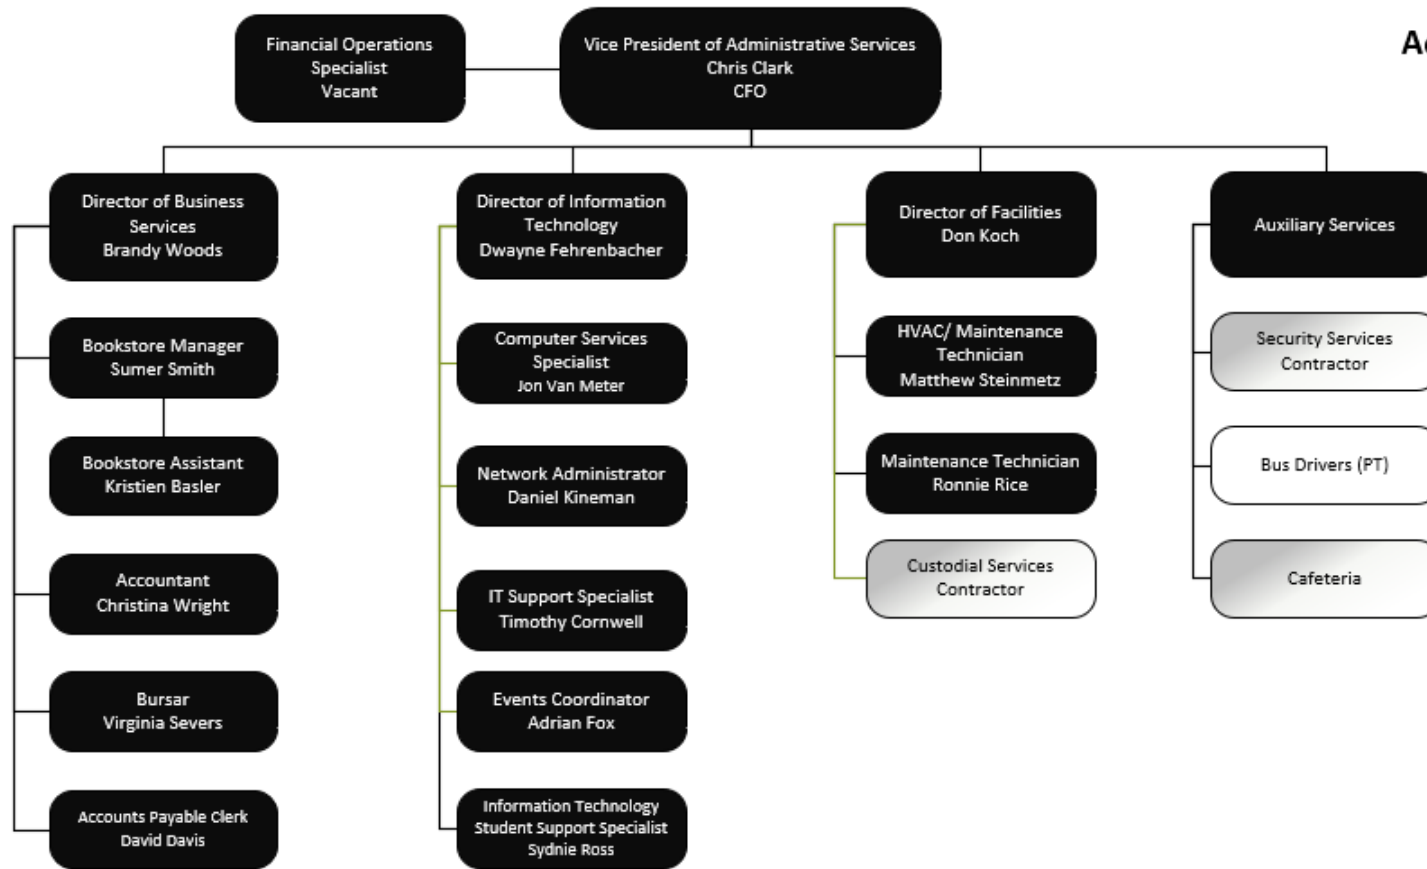 Financial Operations
Specialist
Vacant
Vice President of Administrative Services
Chris Clark
CFO
Director of Business
Services
Brandy Woods
Bookstore Manager
Sumer Smith
Bookstore Assistant
Kristien Basler
Accountant
Christina Wright
Bursar
Virginia Severs
Accounts Payable Clerk
David Davis
Director of Information
Technology
Dwayne Fehrenbacher
Computer Services
Specialist
Jon Van Meter
Network Administrator
Daniel Kineman
IT Support Specialist
Timothy Cornwell
Events Coordinator
Adrian Fox
Information Technology
Student Support Specialist
Sydnie Ross
Director of Facilities
Don Koch
HVAC/ Maintenance
Technician
Matthew Steinmetz
Maintenance Technician
Ronnie Rice
Custodial Services
Contractor
Auxiliary Services
Security Services
Contractor
Bus Drivers (PT)
Cafeteria